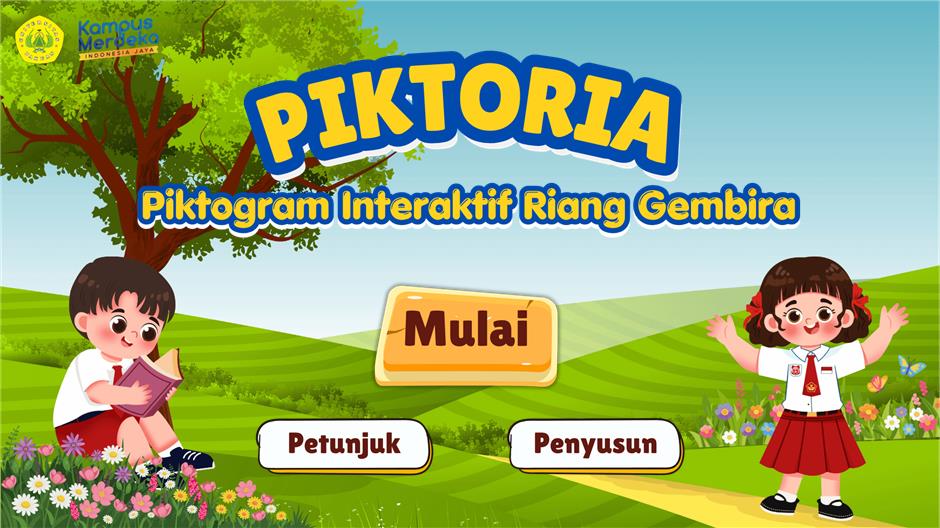 Kampus
Merdeka
INDONESIA JAYA
PIKTORIA
Piktogram Interaktif Riang Gembira
Mulai
Petunjuk
Penyusun